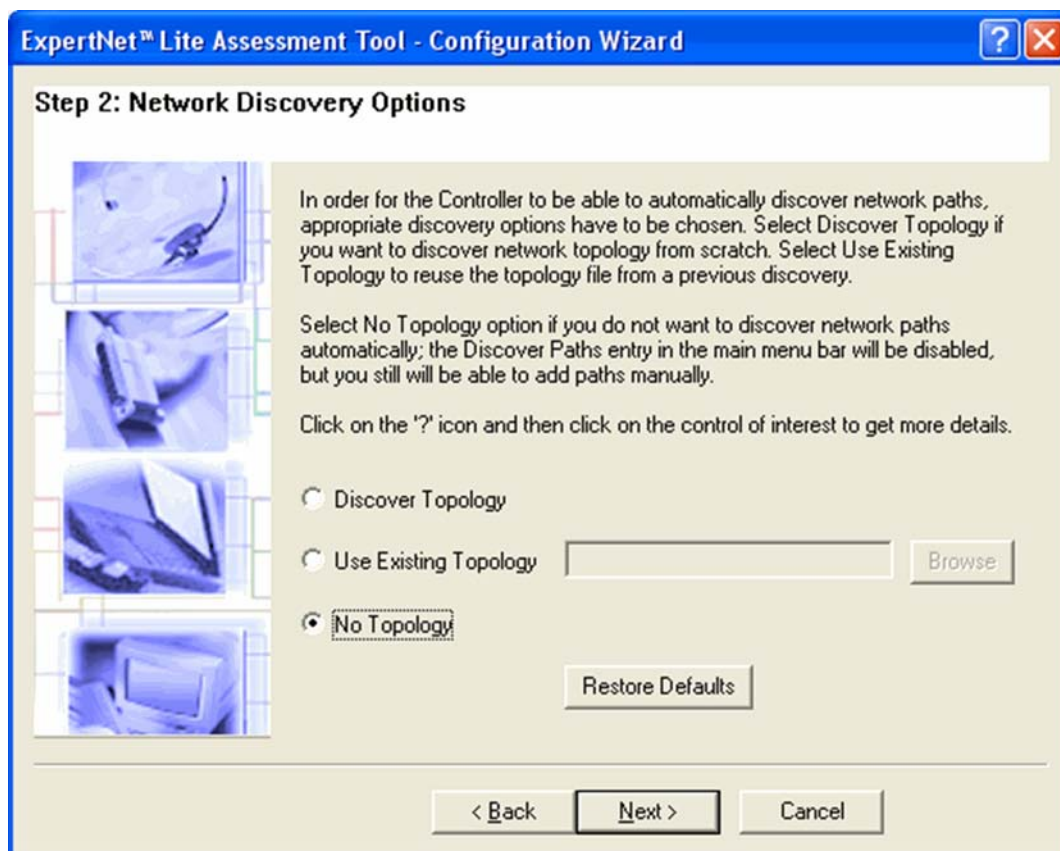 ExpertNet™ Lite Assessment Tool - Configuration Wizard
Step 2: Network Discovery Options
In order for the Controller to be able to automatically discover network paths,
appropriate discovery options have to be chosen. Select Discover Topology if
you want to discover network topology from scratch. Select Use Existing
Topology to reuse the topology file from a previous discovery.
Select No Topology option if you do not want to discover network paths
automatically; the Discover Paths entry in the main menu bar will be disabled,
but you still will be able to add paths manually.
Click on the '?' icon and then click on the control of interest to get more details.
Discover Topology
Use Existing Topology
Browse
No Topology
Restore Defaults
< Back
Next >
Cancel